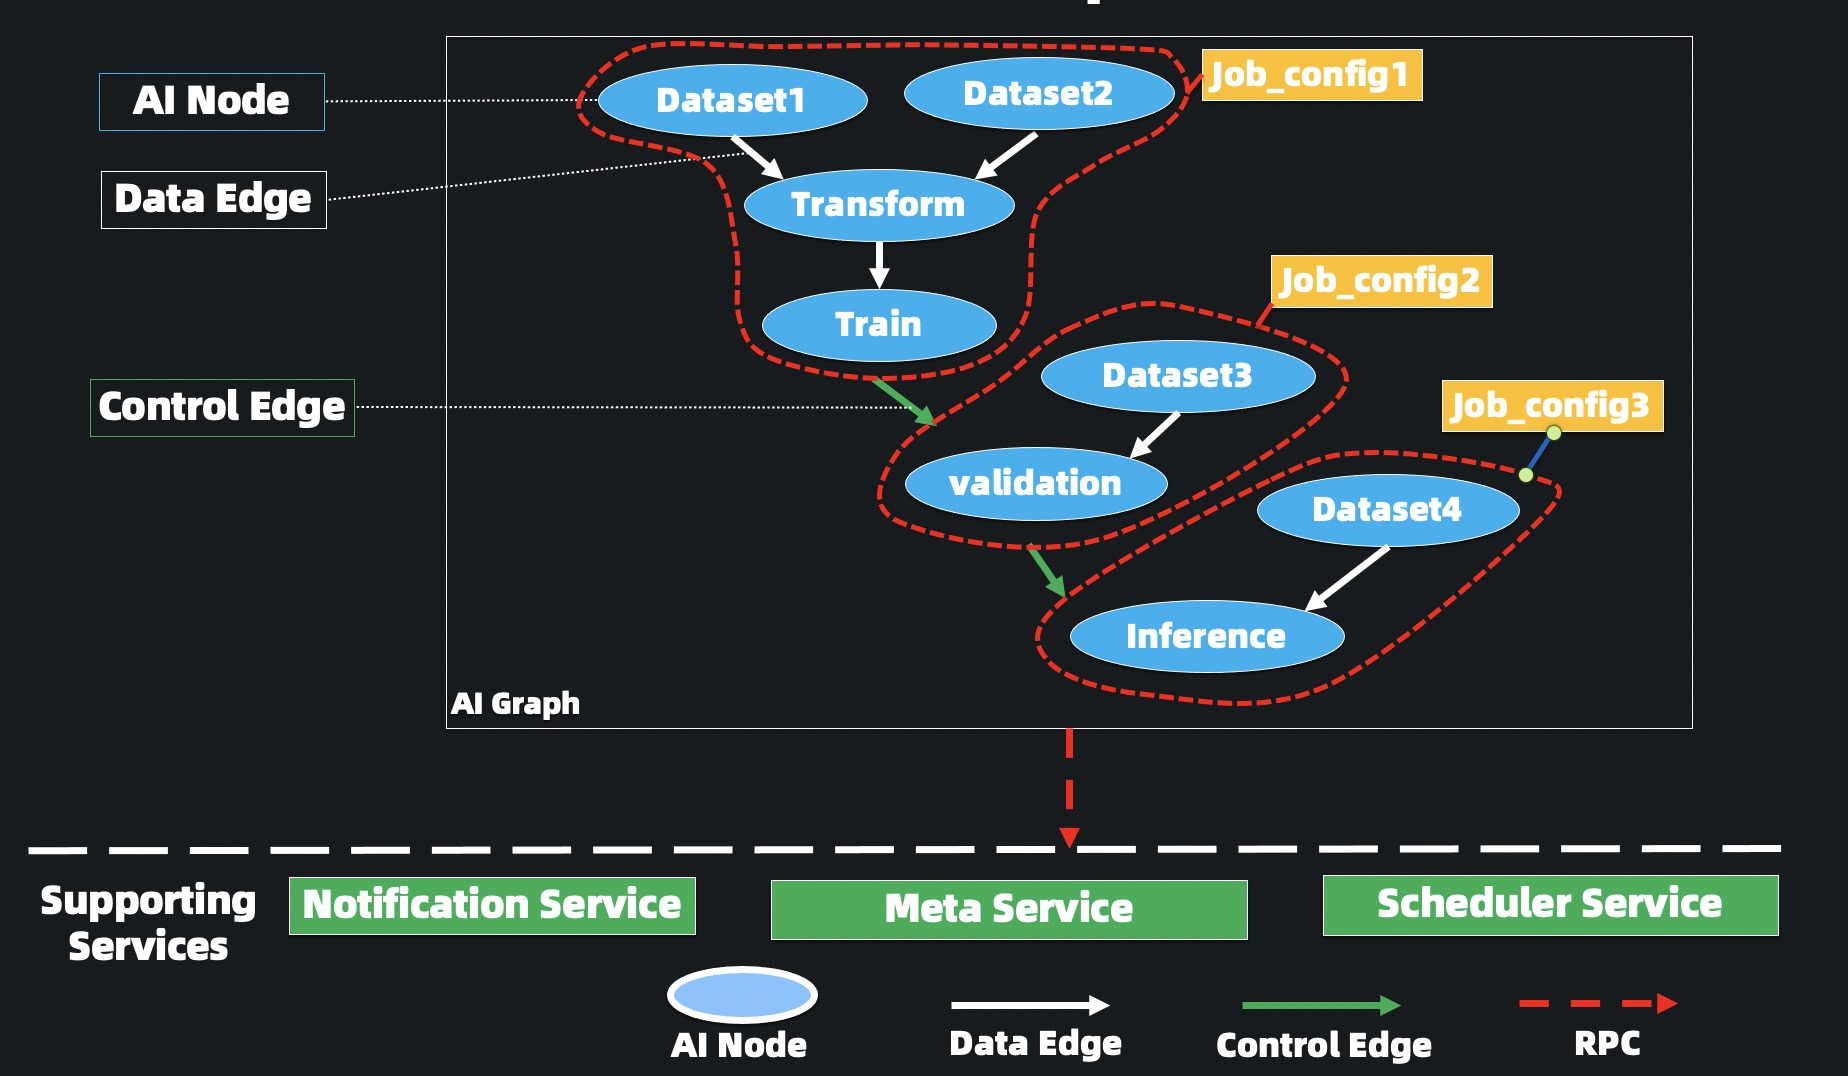 AI Node
Data Edge
Control Edge
Dataset1
Dataset2
Job_config1
Transform
Train
Job_config2
Dataset3
validation
Job_config3
Dataset4
Inference
AI Graph
Supporting
Services
Notification Service
Meta Service
Scheduler Service
AI Node
Data Edge
Control Edge
RPC